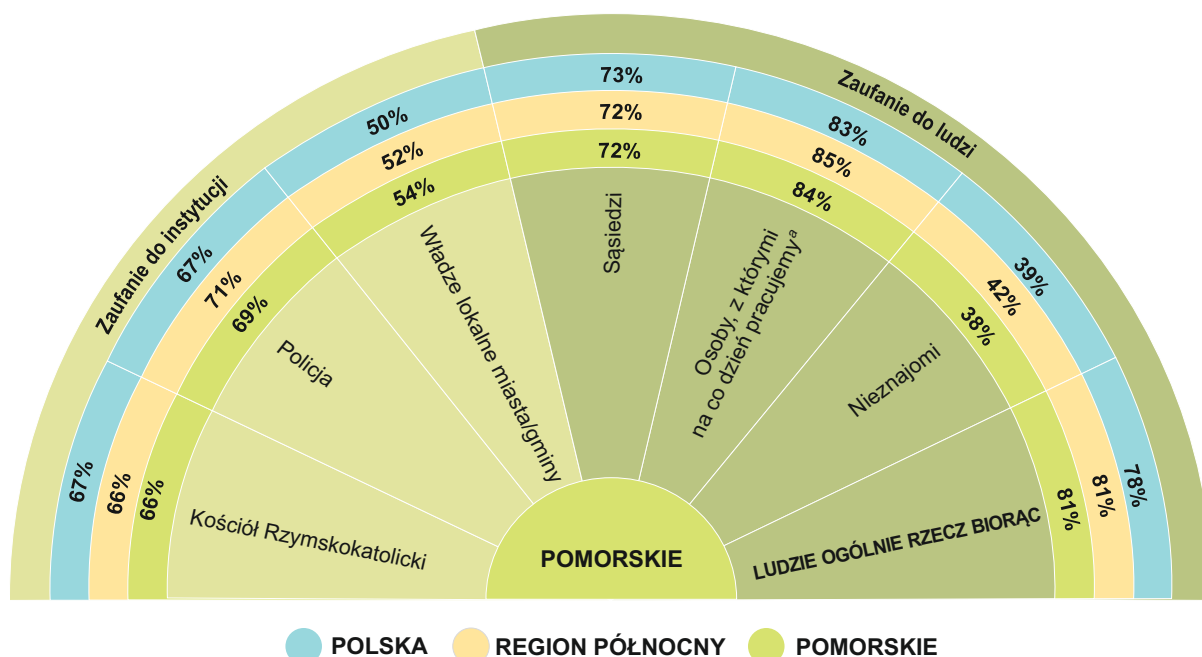 Zaufanie do instytucji
Zaufanie do ludzi
67%
66%
66%
Kościół Rzymskokatolicki
67%
71%
69%
Policja
50%
52%
54%
Władze lokalne miasta/gminy
73%
72%
72%
Sąsiedzi
83%
85%
84%
Osoby, z którymi
na co dzień pracujemyᵃ
39%
42%
38%
Nieznajomi
78%
81%
81%
LUDZIE OGÓLNIE RZECZ BIORĄC
POMORSKIE
POLSKA
REGION PÓŁNOCNY
POMORSKIE